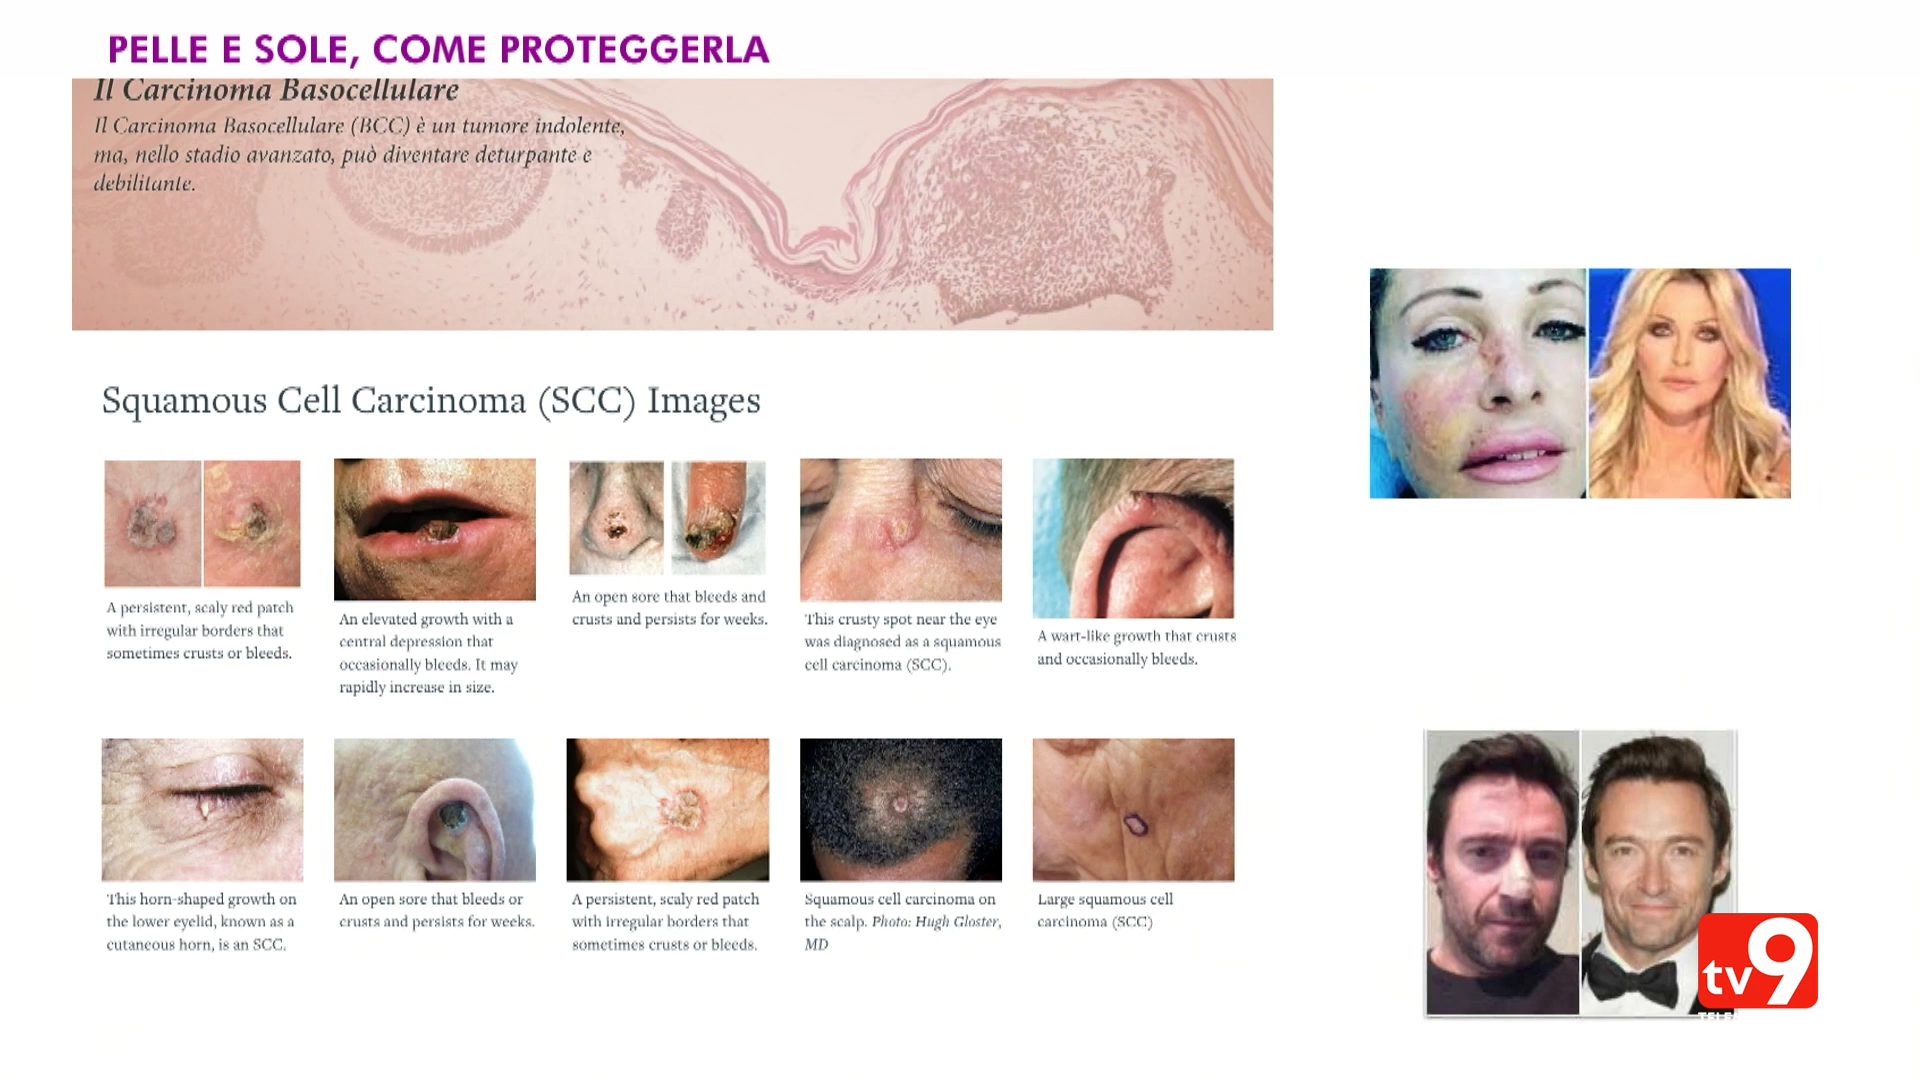 PELLE E SOLE, COME PROTEGGERLA
Il Carcinoma Basocellulare
Il Carcinoma Basocellulare (BCC) è un tumore indolente,
ma, nello stadio avanzato, può diventare deturpante e
debilitante.
Squamous Cell Carcinoma (SCC) Images
A persistent, scaly red patch
with irregular borders that
sometimes crusts or bleeds.
An elevated growth with a
central depression that
occasionally bleeds. It may
rapidly increase in size.
An open sore that bleeds and
crusts and persists for weeks.
This crusty spot near the eye
was diagnosed as a squamous
cell carcinoma (SCC).
A wart-like growth that crusts
and occasionally bleeds.
This horn-shaped growth on
the lower eyelid, known as a
cutaneous horn, is an SCC.
An open sore that bleeds or
crusts and persists for weeks.
A persistent, scaly red patch
with irregular borders that
sometimes crusts or bleeds.
Squamous cell carcinoma on
the scalp. Photo: Hugh Gloster,
MD
Large squamous cell
carcinoma (SCC)
tv9